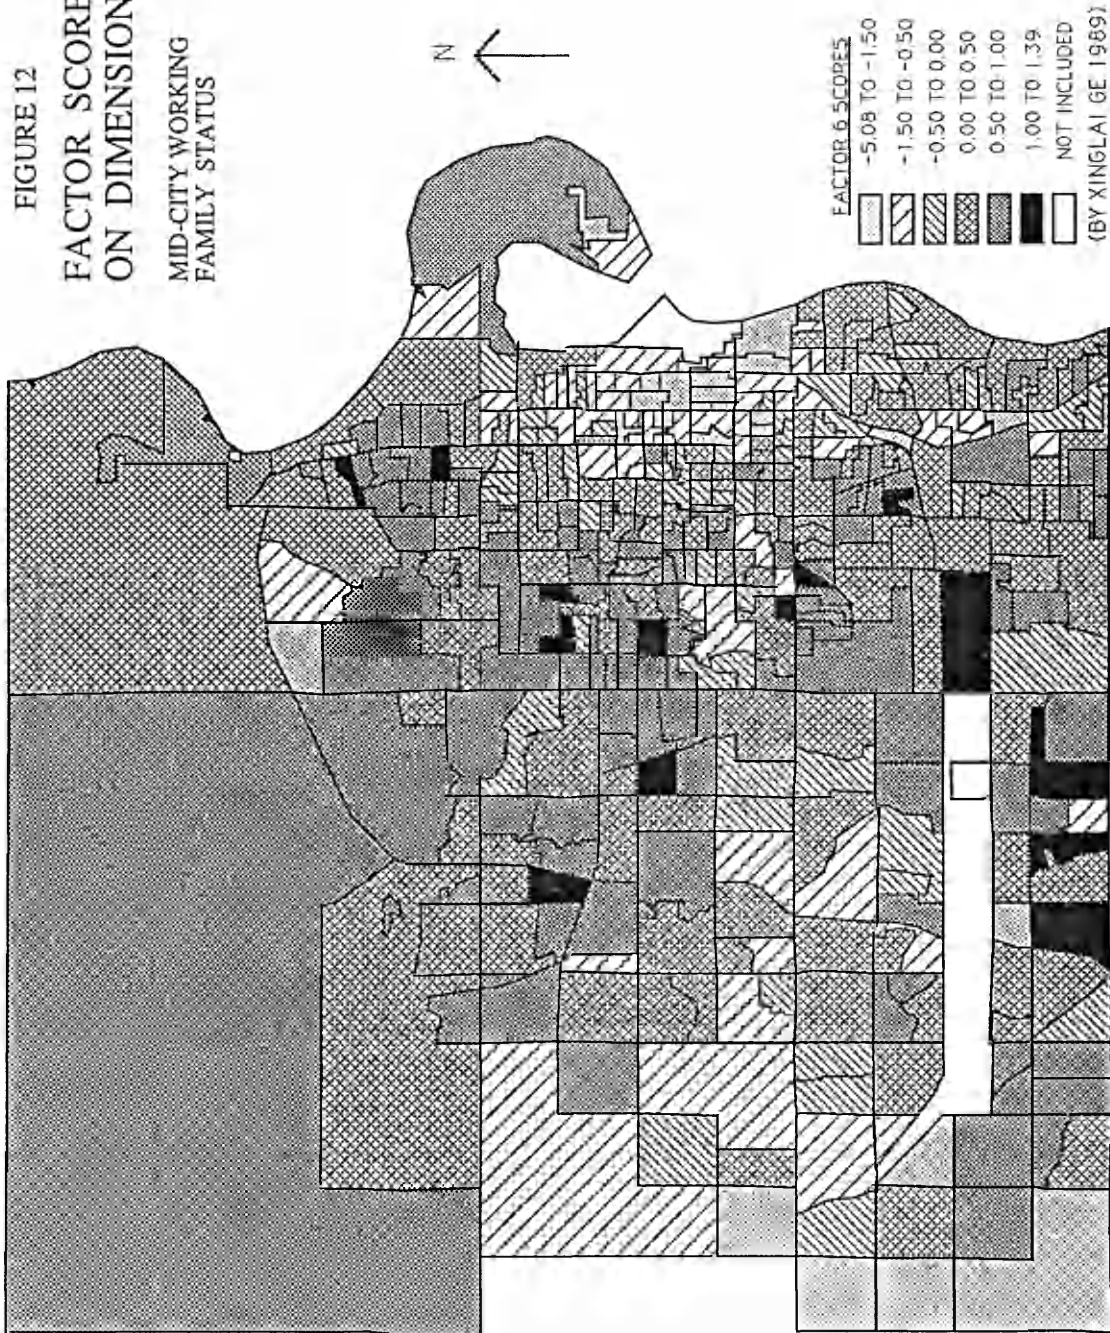 FIGURE 12
FACTOR SCORE
ON DIMENSION
MID-CITY WORKING
FAMILY STATUS
N
FACTOR 6 SCORES
-5.08 TO -1.50
-1.50 TO -0.50
-0.50 TO 0.00
0.00 TO 0.50
0.50 TO 1.00
1.00 TO 1.39
NOT INCLUDED
(BY XINGLAI GE 1989)